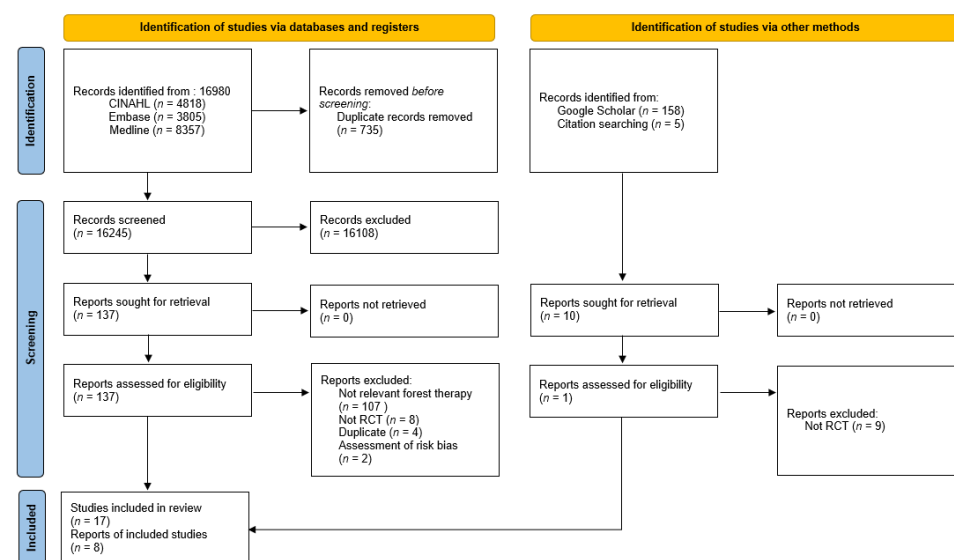 Identification of studies via databases and registers
Identification of studies via other methods
Identification
Records identified from : 16980
CINAHL (n = 4818)
Embase (n = 3805)
Medline (n = 8357)
Records removed before
screening:
Duplicate records removed
(n = 735)
Records identified from:
Google Scholar (n = 158)
Citation searching (n = 5)
Screening
Records screened
(n = 16245)
Records excluded
(n = 16108)
Reports sought for retrieval
(n = 137)
Reports not retrieved
(n = 0)
Reports sought for retrieval
(n = 10)
Reports not retrieved
(n = 0)
Reports assessed for eligibility
(n = 137)
Reports excluded:
Not relevant forest therapy
(n = 107 )
Not RCT (n = 8)
Duplicate (n = 4)
Assessment of risk bias
(n = 2)
Reports assessed for eligibility
(n = 1)
Reports excluded:
Not RCT (n = 9)
Included
Studies included in review
(n = 17)
Reports of included studies
(n = 8)